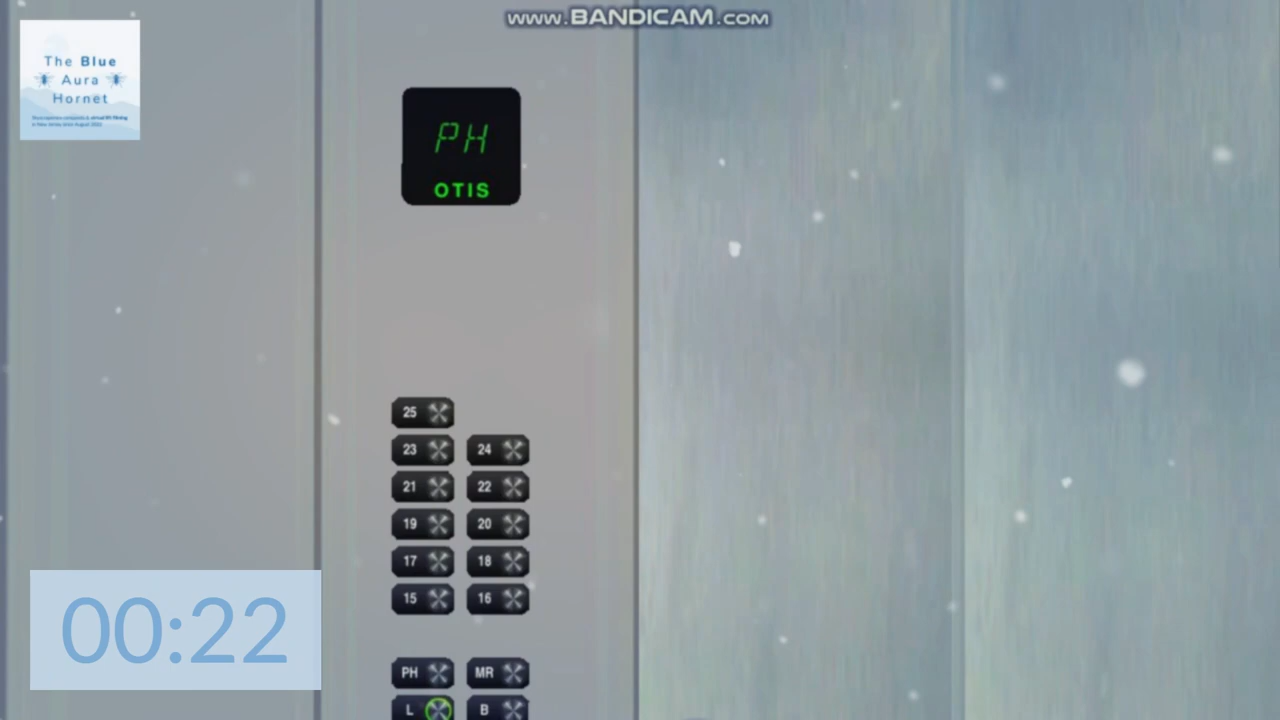 www.BANDICAM.com
The Blue
Aura
Hornet
PH
OTIS
25
23 24
21 22
19 20
17 18
15 16
PH MR
L B
00:22